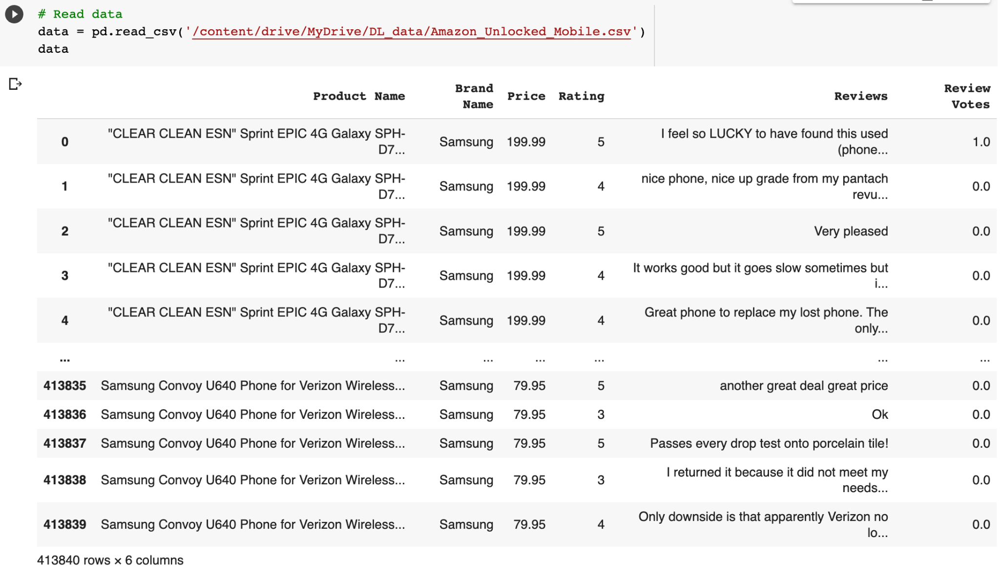 # Read data
data = pd.read_csv('/content/drive/MyDrive/DL_data/Amazon_Unlocked_Mobile.csv')
data
Product Name Brand Name Price Rating Reviews Review Votes
0 "CLEAR CLEAN ESN" Sprint EPIC 4G Galaxy SPH-D7... Samsung 199.99 5 I feel so LUCKY to have found this used (phone... 1.0
1 "CLEAR CLEAN ESN" Sprint EPIC 4G Galaxy SPH-D7... Samsung 199.99 4 nice phone, nice up grade from my pantach revu... 0.0
2 "CLEAR CLEAN ESN" Sprint EPIC 4G Galaxy SPH-D7... Samsung 199.99 5 Very pleased 0.0
3 "CLEAR CLEAN ESN" Sprint EPIC 4G Galaxy SPH-D7... Samsung 199.99 4 It works good but it goes slow sometimes but i... 0.0
4 "CLEAR CLEAN ESN" Sprint EPIC 4G Galaxy SPH-D7... Samsung 199.99 4 Great phone to replace my lost phone. The only... 0.0
... ... ... ... ... ... ...
413835 Samsung Convoy U640 Phone for Verizon Wireless... Samsung 79.95 5 another great deal great price 0.0
413836 Samsung Convoy U640 Phone for Verizon Wireless... Samsung 79.95 3 Ok 0.0
413837 Samsung Convoy U640 Phone for Verizon Wireless... Samsung 79.95 5 Passes every drop test onto porcelain tile! 0.0
413838 Samsung Convoy U640 Phone for Verizon Wireless... Samsung 79.95 3 I returned it because it did not meet my needs... 0.0
413839 Samsung Convoy U640 Phone for Verizon Wireless... Samsung 79.95 4 Only downside is that apparently Verizon no lo... 0.0
413840 rows × 6 columns